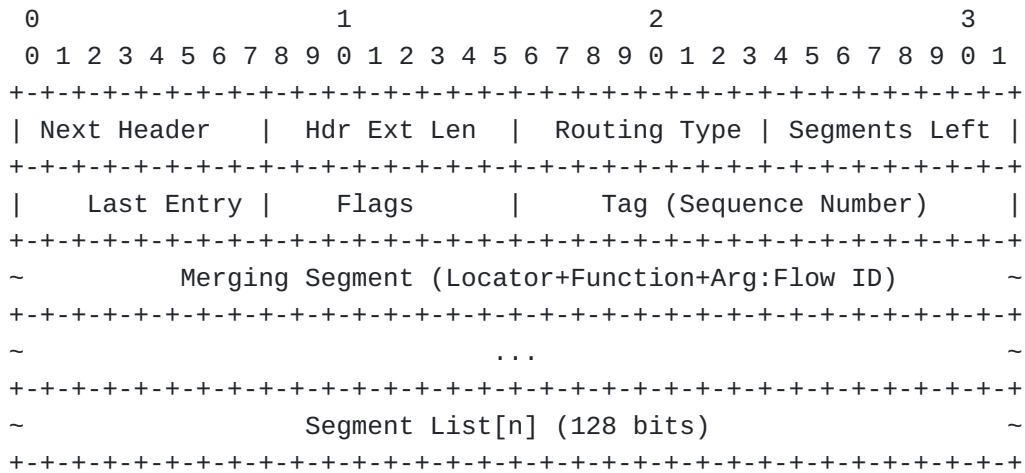 0                   1                   2                   3
0 1 2 3 4 5 6 7 8 9 0 1 2 3 4 5 6 7 8 9 0 1 2 3 4 5 6 7 8 9 0 1
+-+-+-+-+-+-+-+-+-+-+-+-+-+-+-+-+-+-+-+-+-+-+-+-+-+-+-+-+-+-+-+-+
| Next Header   |  Hdr Ext Len  |  Routing Type | Segments Left |
+-+-+-+-+-+-+-+-+-+-+-+-+-+-+-+-+-+-+-+-+-+-+-+-+-+-+-+-+-+-+-+-+
|    Last Entry |    Flags      |     Tag (Sequence Number)     |
+-+-+-+-+-+-+-+-+-+-+-+-+-+-+-+-+-+-+-+-+-+-+-+-+-+-+-+-+-+-+-+-+
~          Merging Segment (Locator+Function+Arg:Flow ID)       ~
+-+-+-+-+-+-+-+-+-+-+-+-+-+-+-+-+-+-+-+-+-+-+-+-+-+-+-+-+-+-+-+-+
~                              ...                              ~
+-+-+-+-+-+-+-+-+-+-+-+-+-+-+-+-+-+-+-+-+-+-+-+-+-+-+-+-+-+-+-+-+
~                  Segment List[n] (128 bits)                   ~
+-+-+-+-+-+-+-+-+-+-+-+-+-+-+-+-+-+-+-+-+-+-+-+-+-+-+-+-+-+-+-+-+